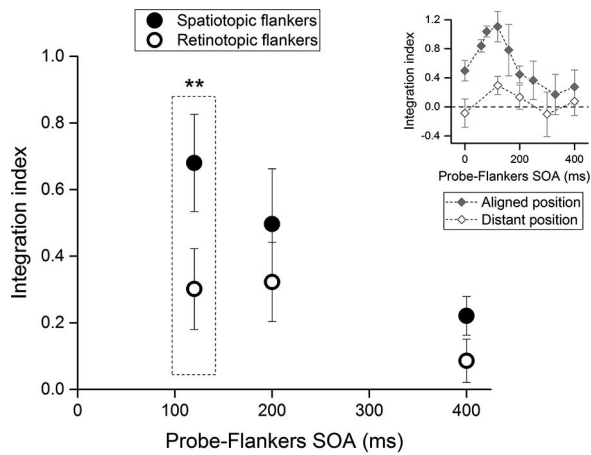 Spatiotopic flankers
Retinotopic flankers
Integration index
1.0
0.8
0.6
0.4
0.2
0.0
**
0
100
200
300
400
Probe-Flankers SOA (ms)
Integration index
1.2
0.8
0.4
0.0
-0.4
0
200
400
Probe-Flankers SOA (ms)
Aligned position
Distant position